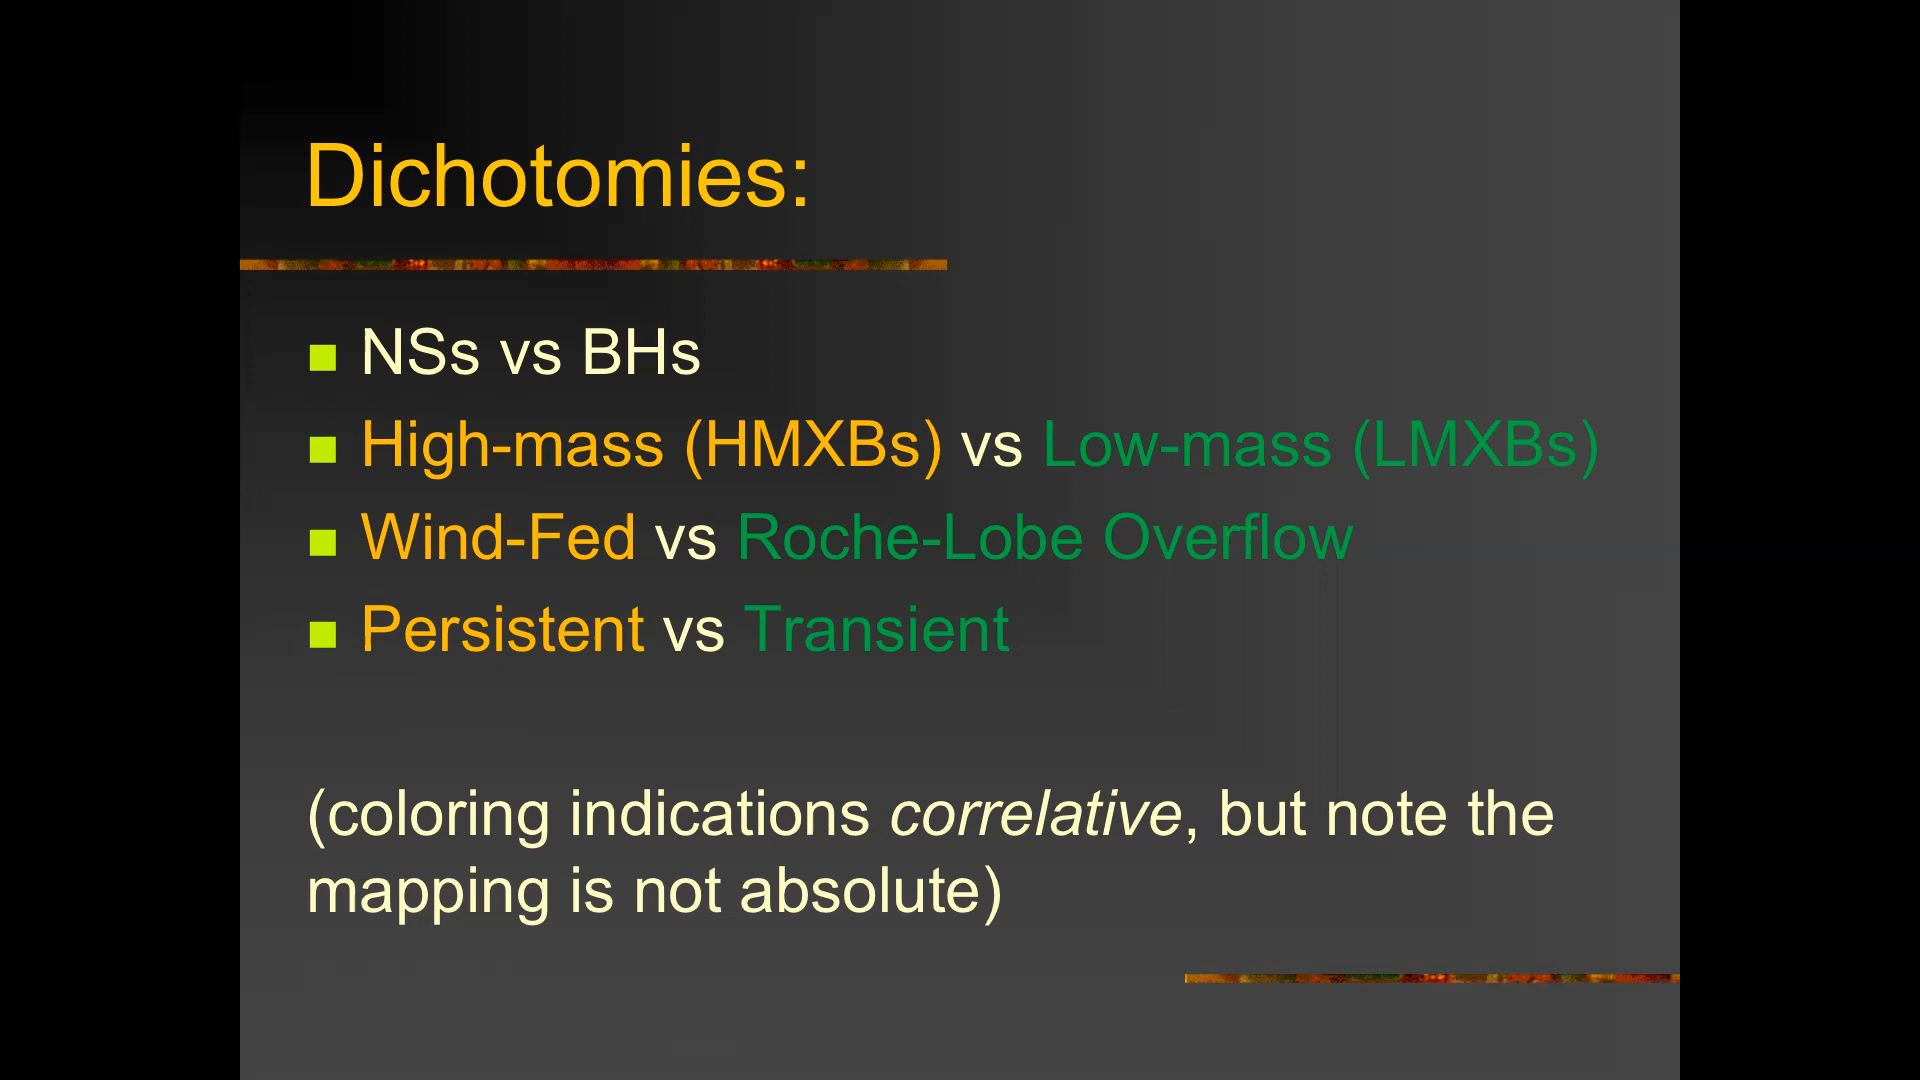 Dichotomies:
NSs vs BHs
High-mass (HMXBs) vs Low-mass (LMXBs)
Wind-Fed vs Roche-Lobe Overflow
Persistent vs Transient
(coloring indications correlative, but note the
mapping is not absolute)